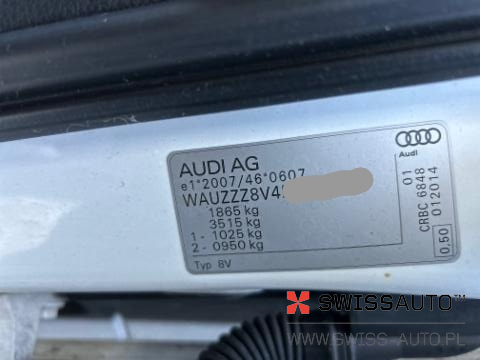 AUDI AG
Audi
e1*2007/46*0607
WAUZZZ8V4
1865 kg
3515 kg
1 - 1025 kg
2 - 0950 kg
Typ 8V
01
CRBC 6848
012014
0,50
SWISSAUTO™
WWW.SWISS-AUTO.PL